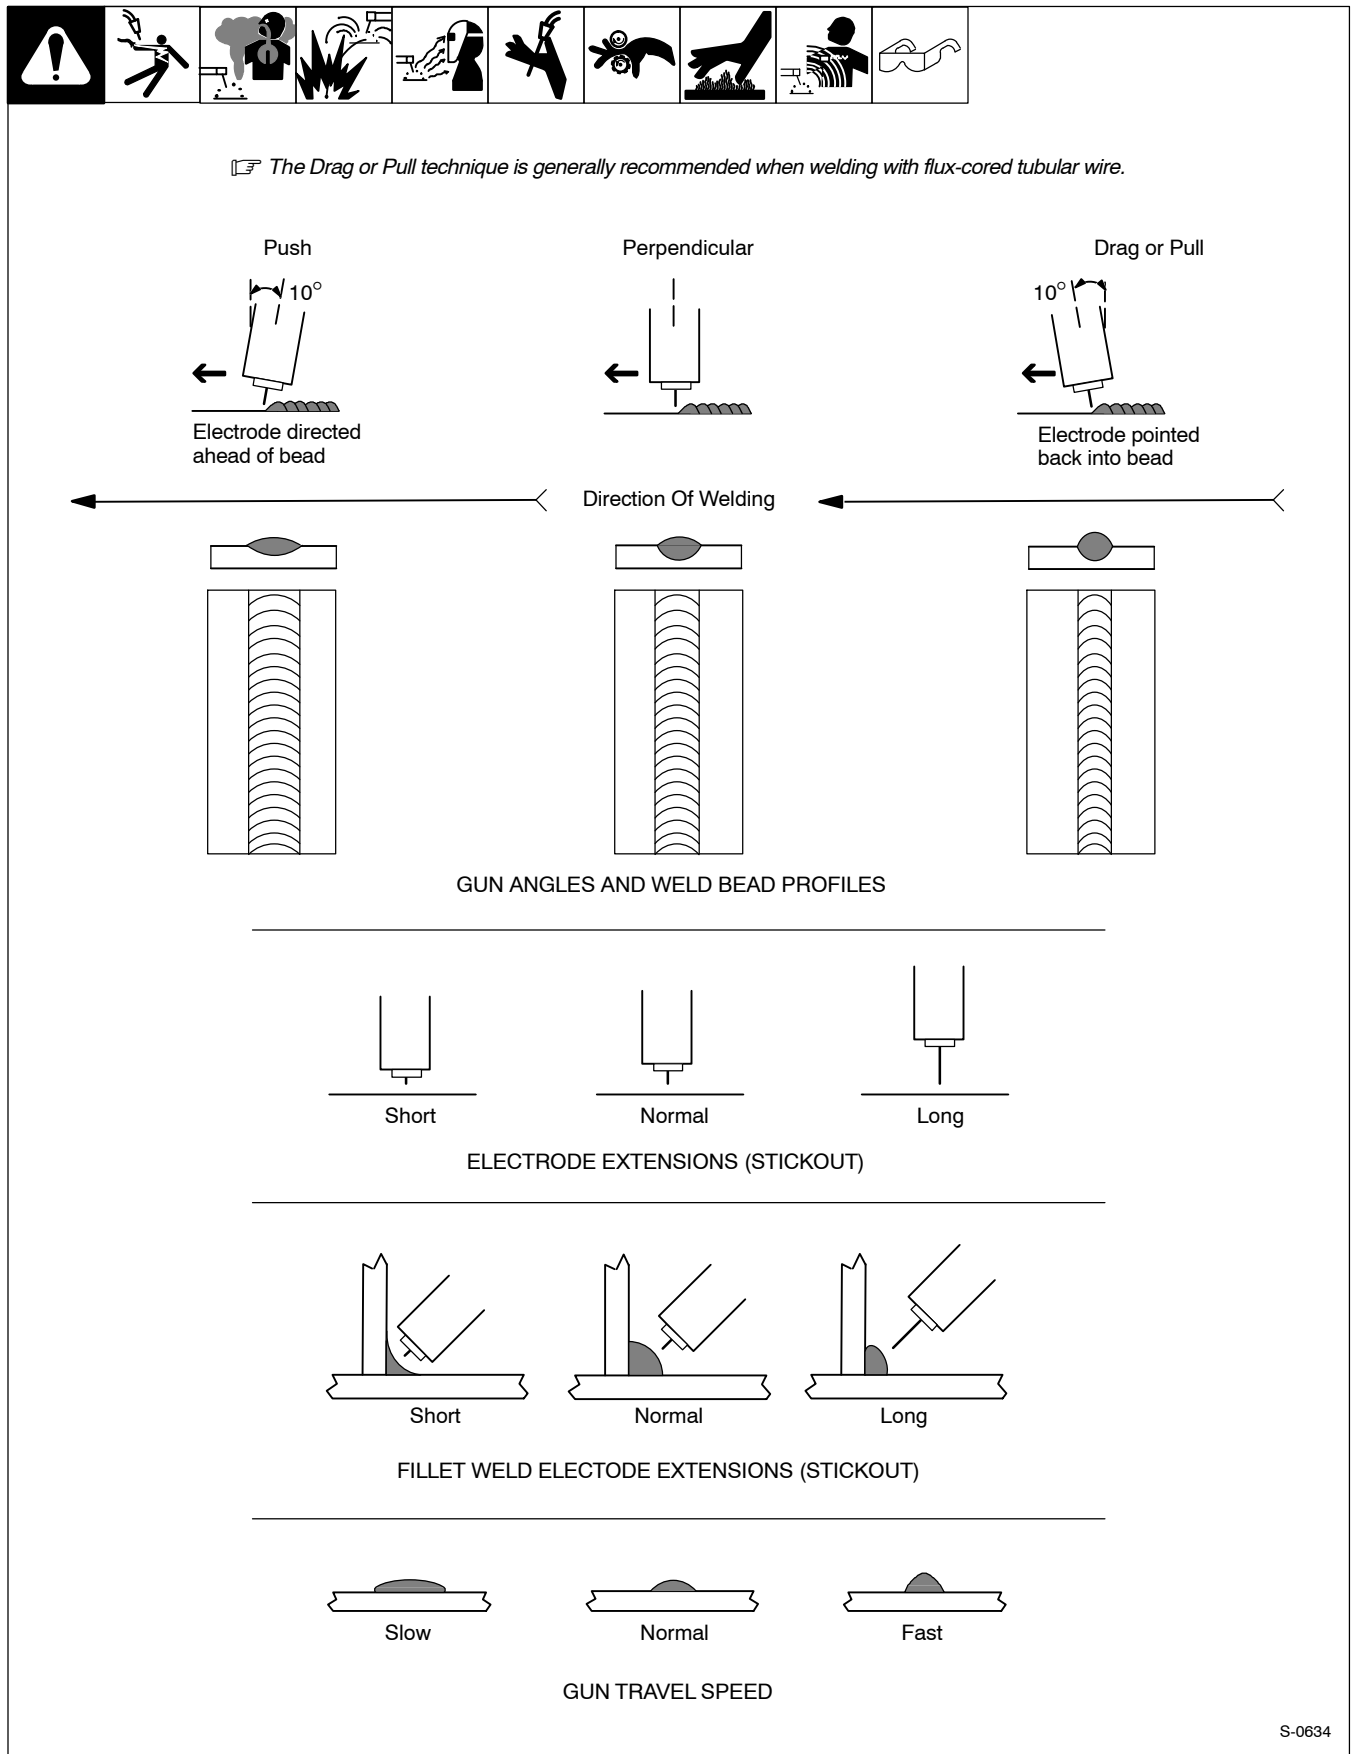 ☞ The Drag or Pull technique is generally recommended when welding with flux-cored tubular wire.
Push
Perpendicular
Drag or Pull
10°
10°
Electrode directed
ahead of bead
Electrode pointed
back into bead
Direction Of Welding
GUN ANGLES AND WELD BEAD PROFILES
Short
Normal
Long
ELECTRODE EXTENSIONS (STICKOUT)
Short
Normal
Long
FILLET WELD ELECTODE EXTENSIONS (STICKOUT)
Slow
Normal
Fast
GUN TRAVEL SPEED
S-0634